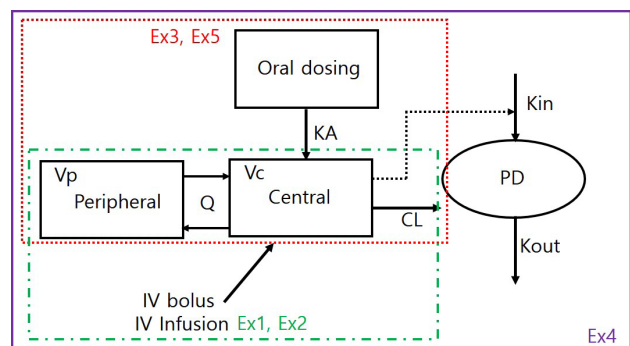 Ex3, Ex5
Oral dosing
Kin
KA
Vp
Peripheral
Q
Vc
Central
CL
PD
Kout
IV bolus
IV Infusion Ex1, Ex2
Ex4